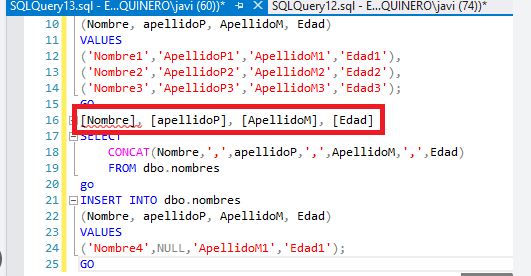 SQLQuery13.sql - E...QUINERO\javi (60))* SQLQuery12.sql - E...QUINERO\javi (74))*
10 (Nombre, apellidoP, ApellidoM, Edad)
11 VALUES
12 ('Nombre1','ApellidoP1','ApellidoM1','Edad1'),
13 ('Nombre2','ApellidoP2','ApellidoM2','Edad2'),
14 ('Nombre3','ApellidoP3','ApellidoM3','Edad3');
15 GO
16 [Nombre], [apellidoP], [ApellidoM], [Edad]
17 SELECT
18 CONCAT(Nombre,',',apellidoP,',',ApellidoM,',',Edad)
19 FROM dbo.nombres
20 go
21 INSERT INTO dbo.nombres
22 (Nombre, apellidoP, ApellidoM, Edad)
23 VALUES
24 ('Nombre4',NULL,'ApellidoM1','Edad1');
25 GO